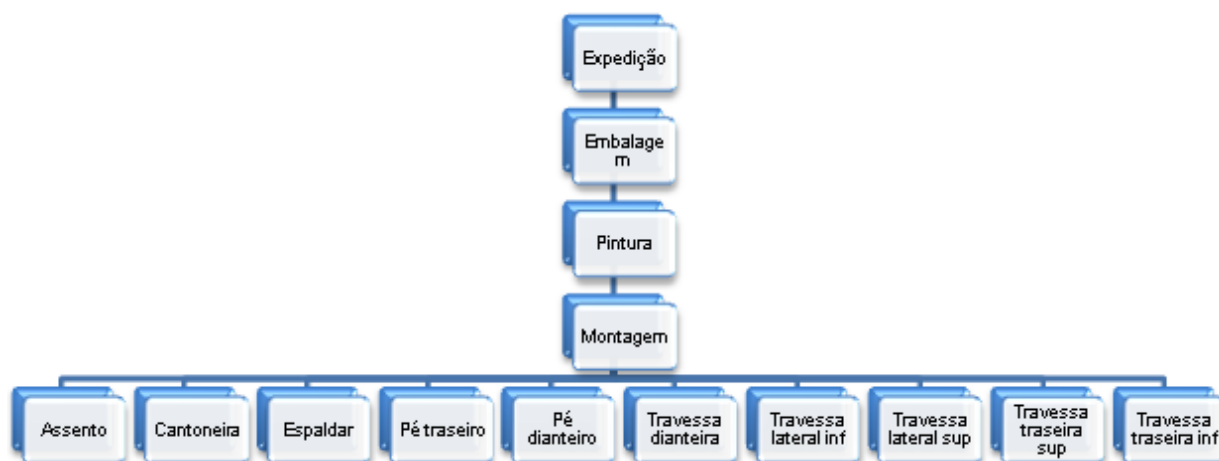 Expedição
Embalage
m
Pintura
Montagem
Assento
Cantoneira
Espaldar
Pé traseiro
Pé
dianteiro
Travessa
dianteira
Travessa
lateral inf
Travessa
lateral sup
Travessa
traseira
sup
Travessa
traseira inf